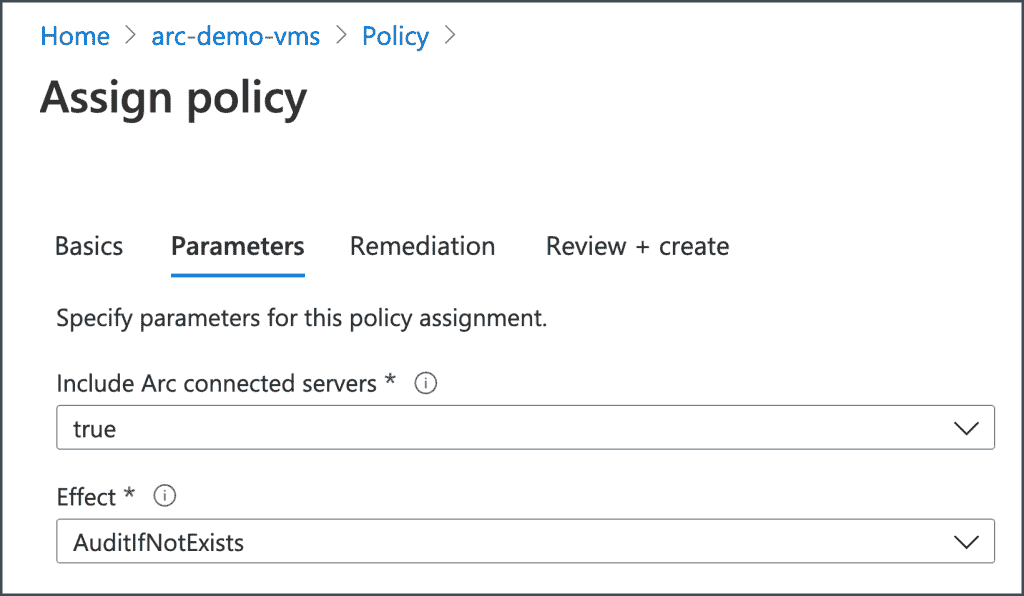 Home > arc-demo-vms > Policy >
Assign policy
Basics Parameters Remediation Review + create
Specify parameters for this policy assignment.
Include Arc connected servers *
true
Effect *
AuditIfNotExists